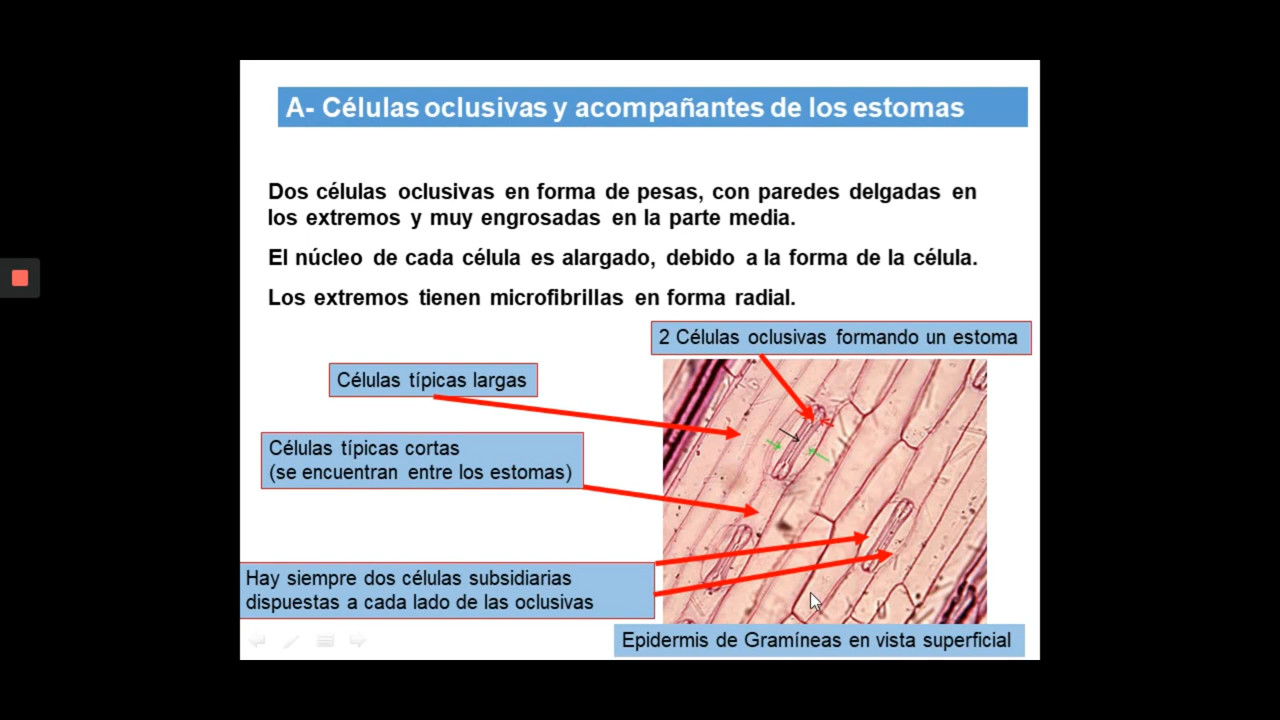 A- Células oclusivas y acompañantes de los estomas
Dos células oclusivas en forma de pesas, con paredes delgadas en
los extremos y muy engrosadas en la parte media.
El núcleo de cada célula es alargado, debido a la forma de la célula.
Los extremos tienen microfibrillas en forma radial.
2 Células oclusivas formando un estoma
Células típicas largas
Células típicas cortas
(se encuentran entre los estomas)
Hay siempre dos células subsidiarias
dispuestas a cada lado de las oclusivas
Epidermis de Gramíneas en vista superficial